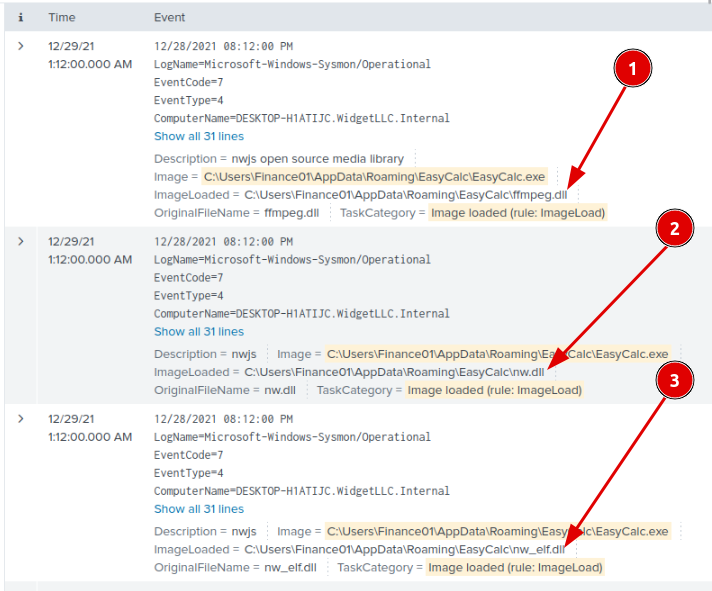 i Time Event
12/29/21 12/28/2021 08:12:00 PM
1:12:00.000 AM LogName=Microsoft-Windows-Sysmon/Operational
EventCode=7
EventType=4
ComputerName=DESKTOP-H1ATIJC.WidgetLLC.Internal
Show all 31 lines
Description = nwjs open source media library
Image = C:\Users\Finance01\AppData\Roaming\EasyCalc\EasyCalc.exe
ImageLoaded = C:\Users\Finance01\AppData\Roaming\EasyCalc\ffmpeg.dll
OriginalFileName = ffmpeg.dll TaskCategory = Image loaded (rule: ImageLoad)
1
12/29/21 12/28/2021 08:12:00 PM
1:12:00.000 AM LogName=Microsoft-Windows-Sysmon/Operational
EventCode=7
EventType=4
ComputerName=DESKTOP-H1ATIJC.WidgetLLC.Internal
Show all 31 lines
Description = nwjs Image = C:\Users\Finance01\AppData\Roaming\EasyCalc\EasyCalc.exe
ImageLoaded = C:\Users\Finance01\AppData\Roaming\EasyCalc\nw.dll
OriginalFileName = nw.dll TaskCategory = Image loaded (rule: ImageLoad)
2
12/29/21 12/28/2021 08:12:00 PM
1:12:00.000 AM LogName=Microsoft-Windows-Sysmon/Operational
EventCode=7
EventType=4
ComputerName=DESKTOP-H1ATIJC.WidgetLLC.Internal
Show all 31 lines
Description = nwjs Image = C:\Users\Finance01\AppData\Roaming\EasyCalc\EasyCalc.exe
ImageLoaded = C:\Users\Finance01\AppData\Roaming\EasyCalc\nw_elf.dll
OriginalFileName = nw_elf.dll TaskCategory = Image loaded (rule: ImageLoad)
3